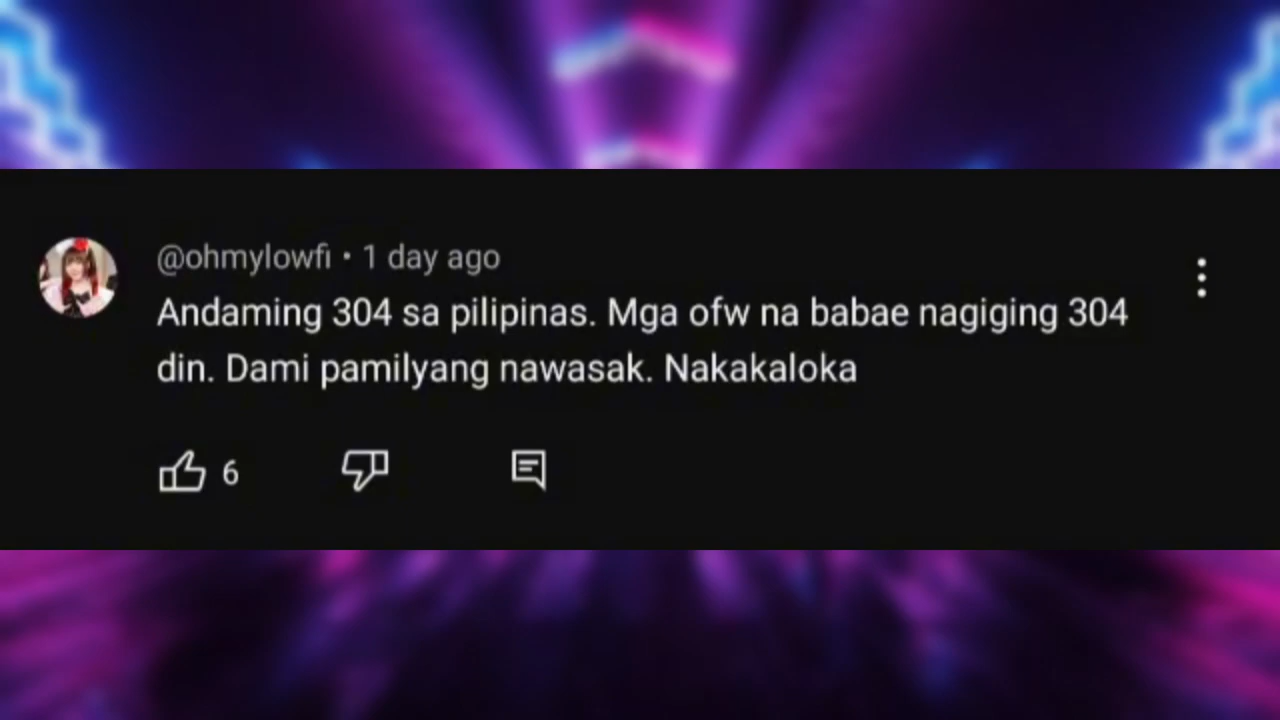 @ohmylowfi • 1 day ago
Andaming 304 sa pilipinas. Mga ofw na babae nagiging 304
din. Dami pamilyang nawasak. Nakakaloka
6